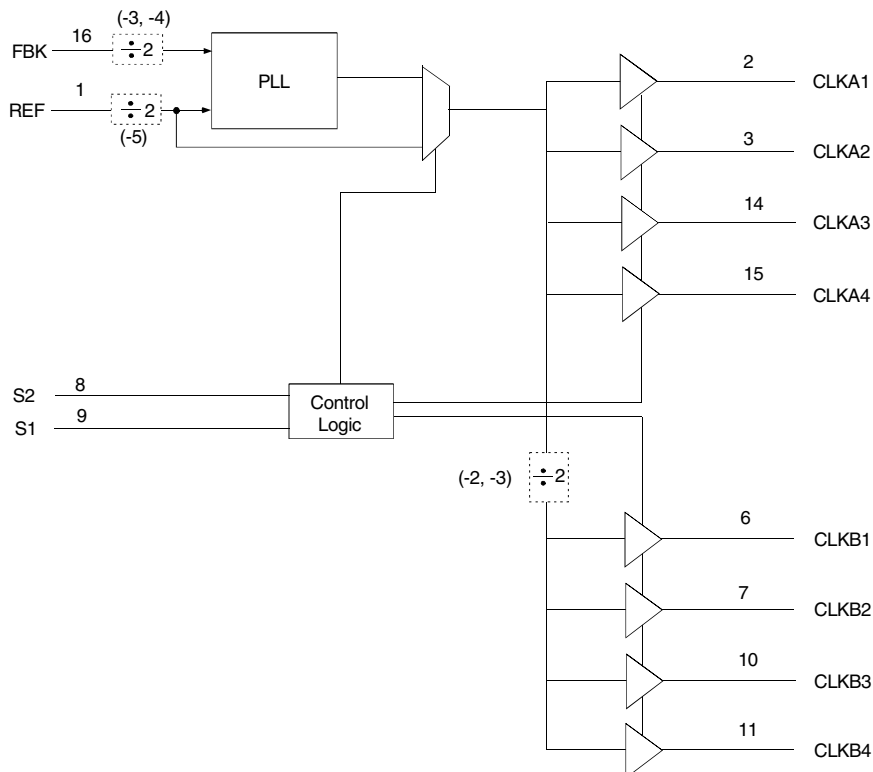 (-3, -4)
FBK 16 ÷2
PLL
REF 1 ÷2
(-5)
2 CLKA1
3 CLKA2
14 CLKA3
15 CLKA4
S2 8
S1 9
Control
Logic
(-2, -3) ÷2
6 CLKB1
7 CLKB2
10 CLKB3
11 CLKB4